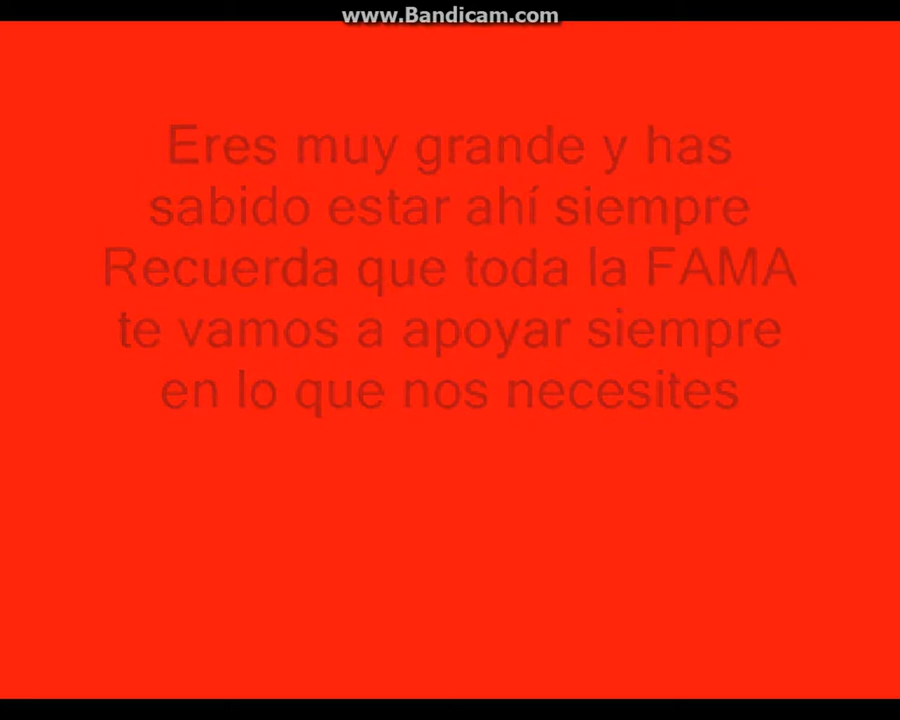 www.Bandicam.com
Eres muy grande y has
sabido estar ahí siempre
Recuerda que toda la FAMA
te vamos a apoyar siempre
en lo que nos necesites